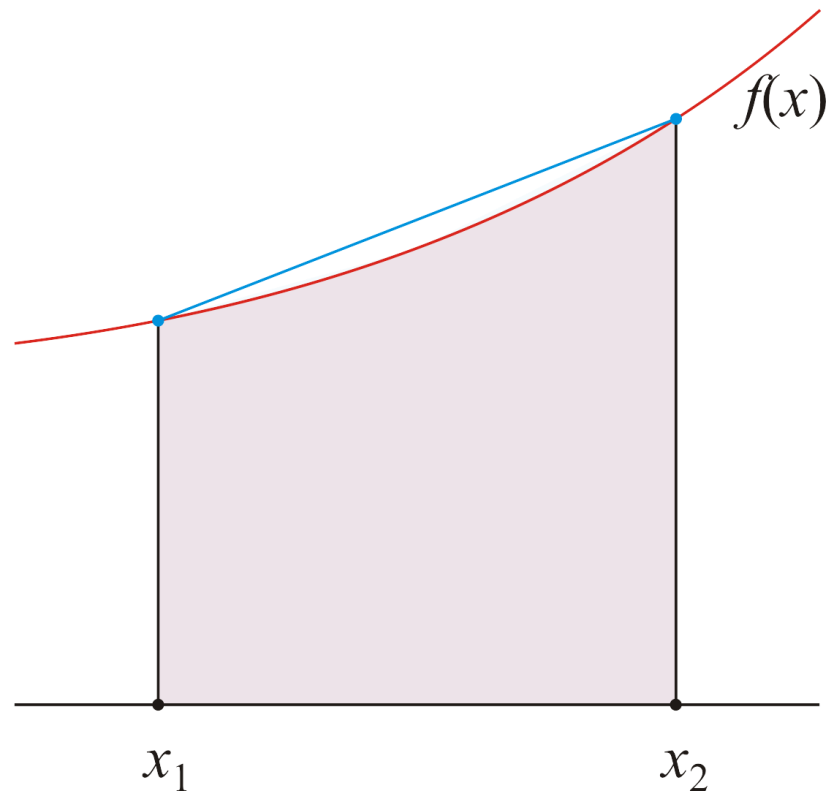 f(x)
x₁
x₂